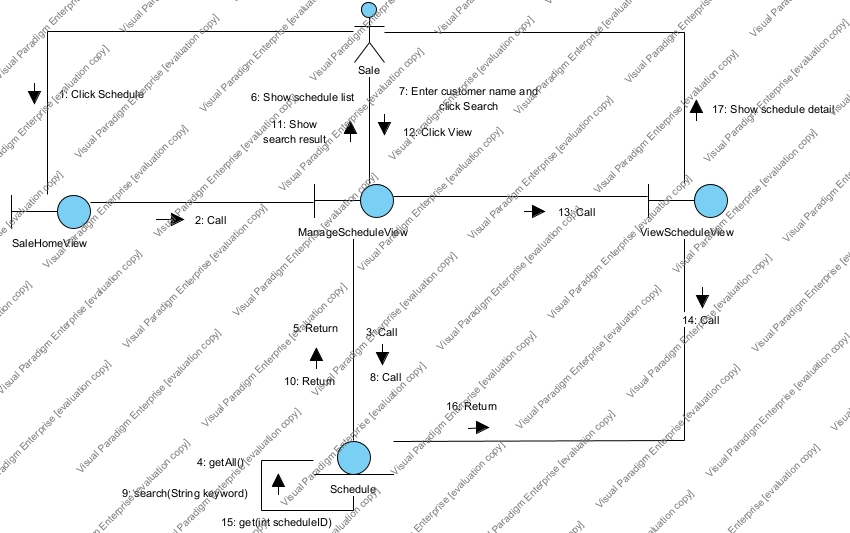 Sale
1: Click Schedule
6: Show schedule list
7: Enter customer name and
click Search
11: Show
search result
12: Click View
17: Show schedule detail
2: Call
13: Call
SaleHomeView
ManageScheduleView
ViewScheduleView
14: Call
5: Return
3: Call
10: Return
8: Call
16: Return
4: getAll()
9: search(String keyword)
Schedule
15: get(int scheduleID)
Visual Paradigm Enterprise [evaluation copy]